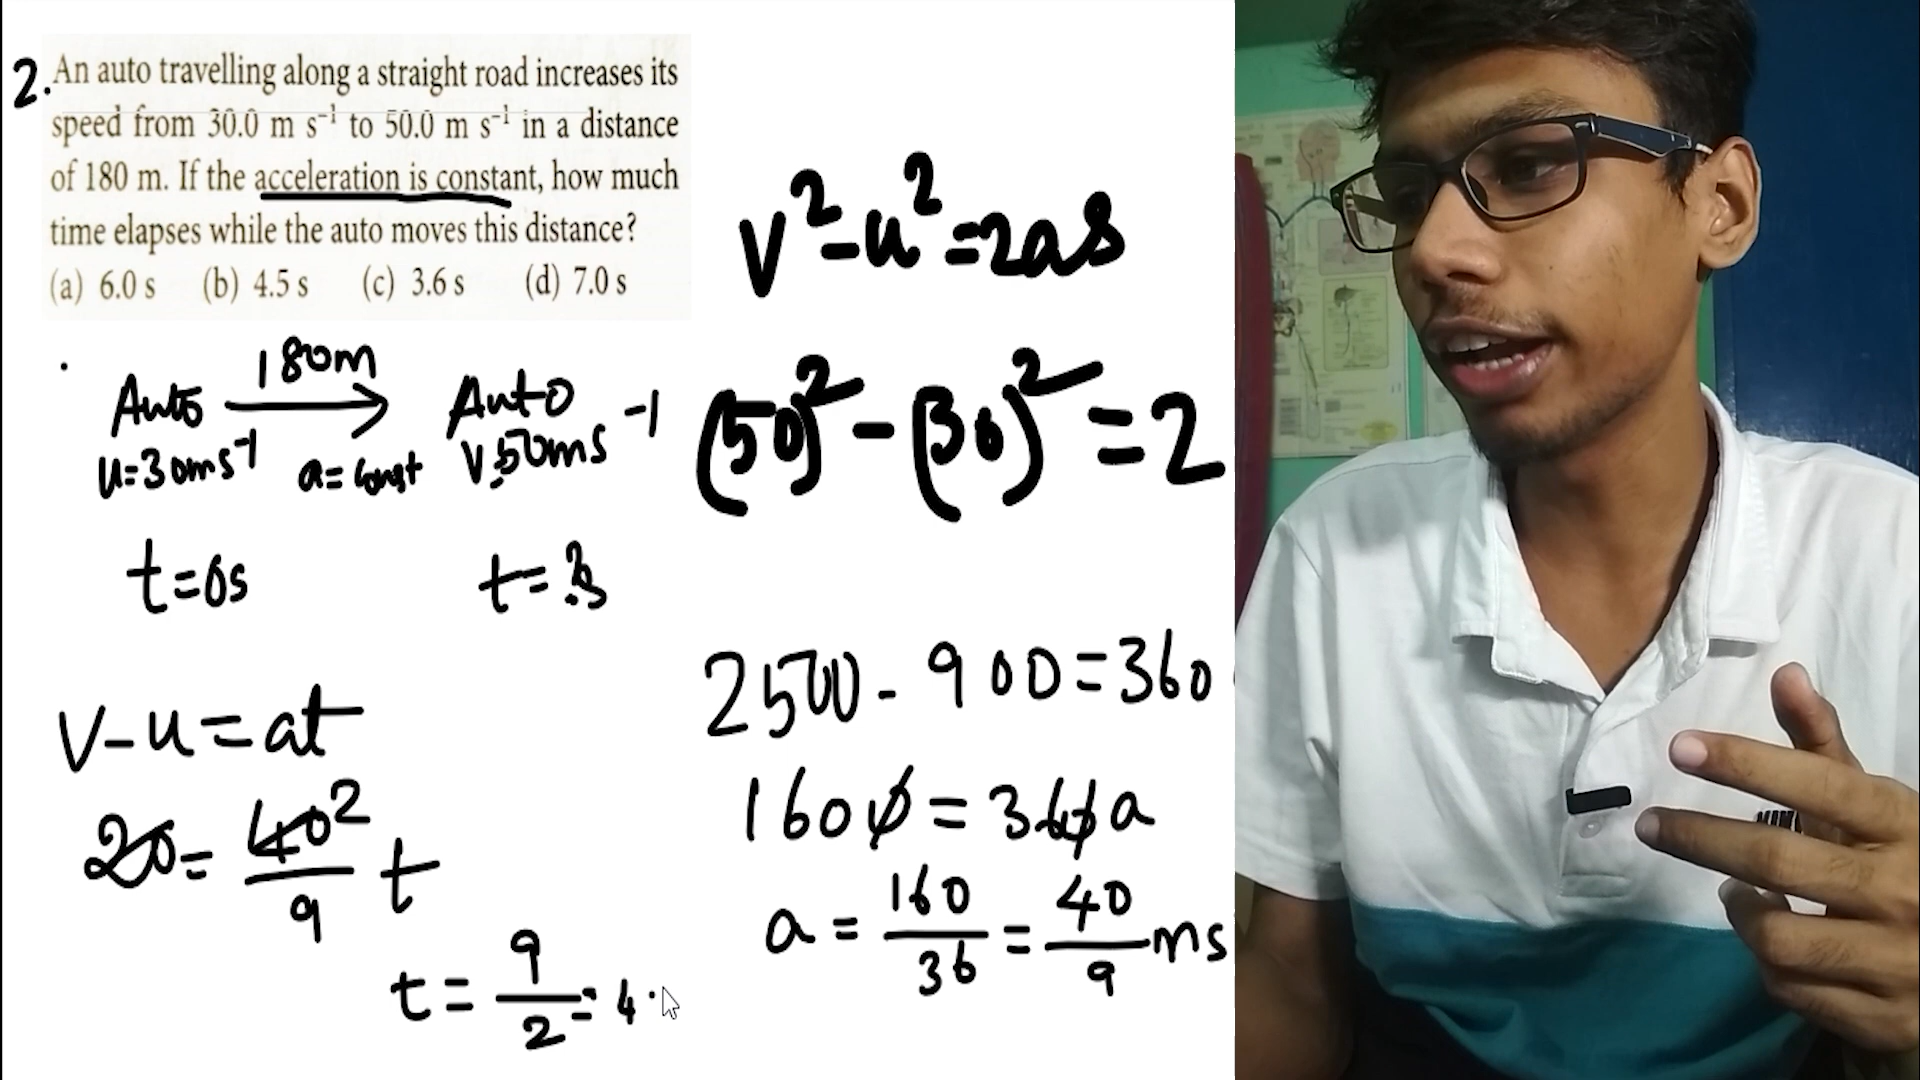 2. An auto travelling along a straight road increases its
speed from 30.0 m s⁻¹ to 50.0 m s⁻¹ in a distance
of 180 m. If the acceleration is constant, how much
time elapses while the auto moves this distance?
(a) 6.0 s (b) 4.5 s (c) 3.6 s (d) 7.0 s
180m
Auto → Auto
u=30ms⁻¹ a=const v=50ms⁻¹
t=0s t=?s
v-u=at
20=40²/9 t
t=9/2=4.
v²-u²=2as
(50)²-(30)²=2
2500-900=360
1600=360a
a=160/36=40/9 ms